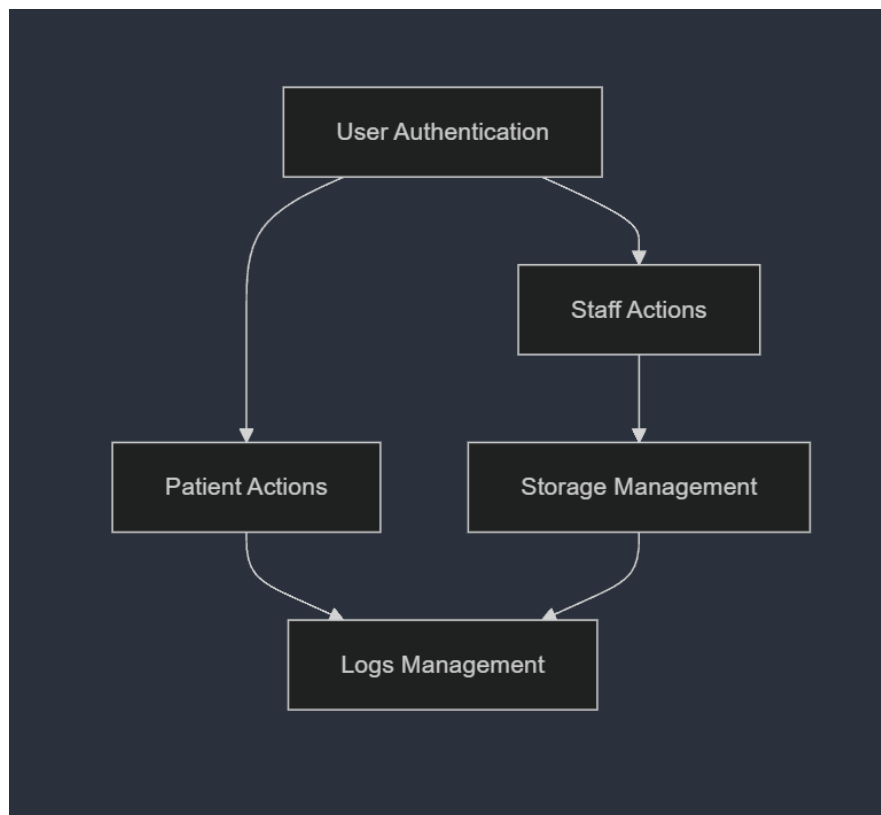 User Authentication
Staff Actions
Patient Actions
Storage Management
Logs Management